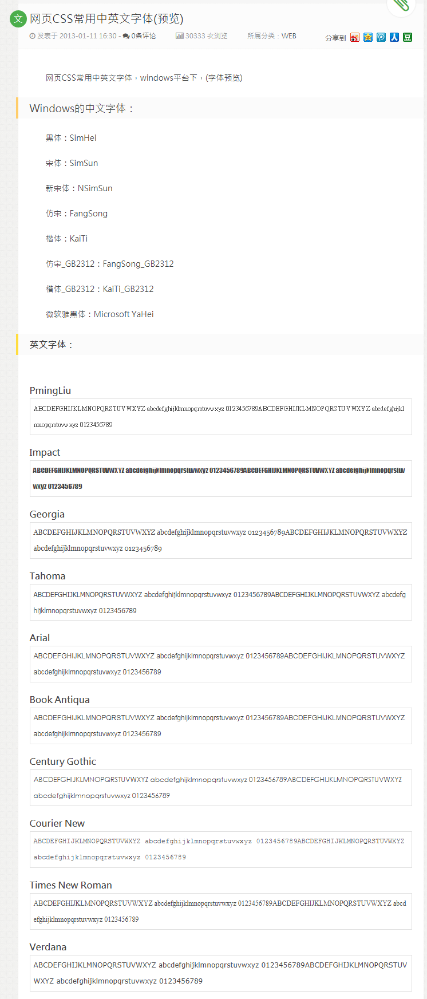 文 网页CSS常用中英文字体(预览)
发表于 2013-01-11 16:30 - 0条评论 30333 次浏览 所属分类：WEB 分享到 人 豆
网页CSS常用中英文字体，windows平台下，(字体预览)
Windows的中文字体：
黑体：SimHei
宋体：SimSun
新宋体：NSimSun
仿宋：FangSong
楷体：KaiTi
仿宋_GB2312：FangSong_GB2312
楷体_GB2312：KaiTi_GB2312
微软雅黑体：Microsoft YaHei
英文字体：
PmingLiu
ABCDEFGHIJKLMNOPQRSTUVWXYZ abcdefghijklmnopqrstuvwxyz 0123456789ABCDEFGHIJKLMNOPQRSTUVWXYZ abcdefghijkl
mnopqrstuvwxyz 0123456789
Impact
ABCDEFGHIJKLMNOPQRSTUVWXYZ abcdefghijklmnopqrstuvwxyz 0123456789ABCDEFGHIJKLMNOPQRSTUVWXYZ abcdefghijklmnopqrstuv
wxyz 0123456789
Georgia
ABCDEFGHIJKLMNOPQRSTUVWXYZ abcdefghijklmnopqrstuvwxyz 0123456789ABCDEFGHIJKLMNOPQRSTUVWXYZ
abcdefghijklmnopqrstuvwxyz 0123456789
Tahoma
ABCDEFGHIJKLMNOPQRSTUVWXYZ abcdefghijklmnopqrstuvwxyz 0123456789ABCDEFGHIJKLMNOPQRSTUVWXYZ abcdefg
hijklmnopqrstuvwxyz 0123456789
Arial
ABCDEFGHIJKLMNOPQRSTUVWXYZ abcdefghijklmnopqrstuvwxyz 0123456789ABCDEFGHIJKLMNOPQRSTUVWXYZ
abcdefghijklmnopqrstuvwxyz 0123456789
Book Antiqua
ABCDEFGHIJKLMNOPQRSTUVWXYZ abcdefghijklmnopqrstuvwxyz 0123456789ABCDEFGHIJKLMNOPQRSTUVWXYZ
abcdefghijklmnopqrstuvwxyz 0123456789
Century Gothic
ABCDEFGHIJKLMNOPQRSTUVWXYZ abcdefghijklmnopqrstuvwxyz 0123456789ABCDEFGHIJKLMNOPQRSTUVWXYZ
abcdefghijklmnopqrstuvwxyz 0123456789
Courier New
ABCDEFGHIJKLMNOPQRSTUVWXYZ abcdefghijklmnopqrstuvwxyz 0123456789ABCDEFGHIJKLMNOPQRSTUVWXYZ
abcdefghijklmnopqrstuvwxyz 0123456789
Times New Roman
ABCDEFGHIJKLMNOPQRSTUVWXYZ abcdefghijklmnopqrstuvwxyz 0123456789ABCDEFGHIJKLMNOPQRSTUVWXYZ abcd
efghijklmnopqrstuvwxyz 0123456789
Verdana
ABCDEFGHIJKLMNOPQRSTUVWXYZ abcdefghijklmnopqrstuvwxyz 0123456789ABCDEFGHIJKLMNOPQRSTUV
WXYZ abcdefghijklmnopqrstuvwxyz 0123456789